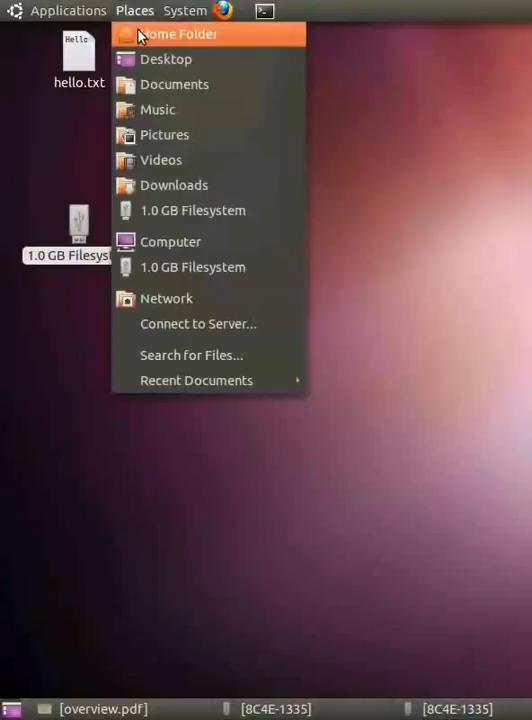 Applications Places System
Hello
hello.txt
Home Folder
Desktop
Documents
Music
Pictures
Videos
Downloads
1.0 GB Filesystem
1.0 GB Filesys
Computer
1.0 GB Filesystem
Network
Connect to Server...
Search for Files...
Recent Documents
[overview.pdf] [8C4E-1335] [8C4E-1335]